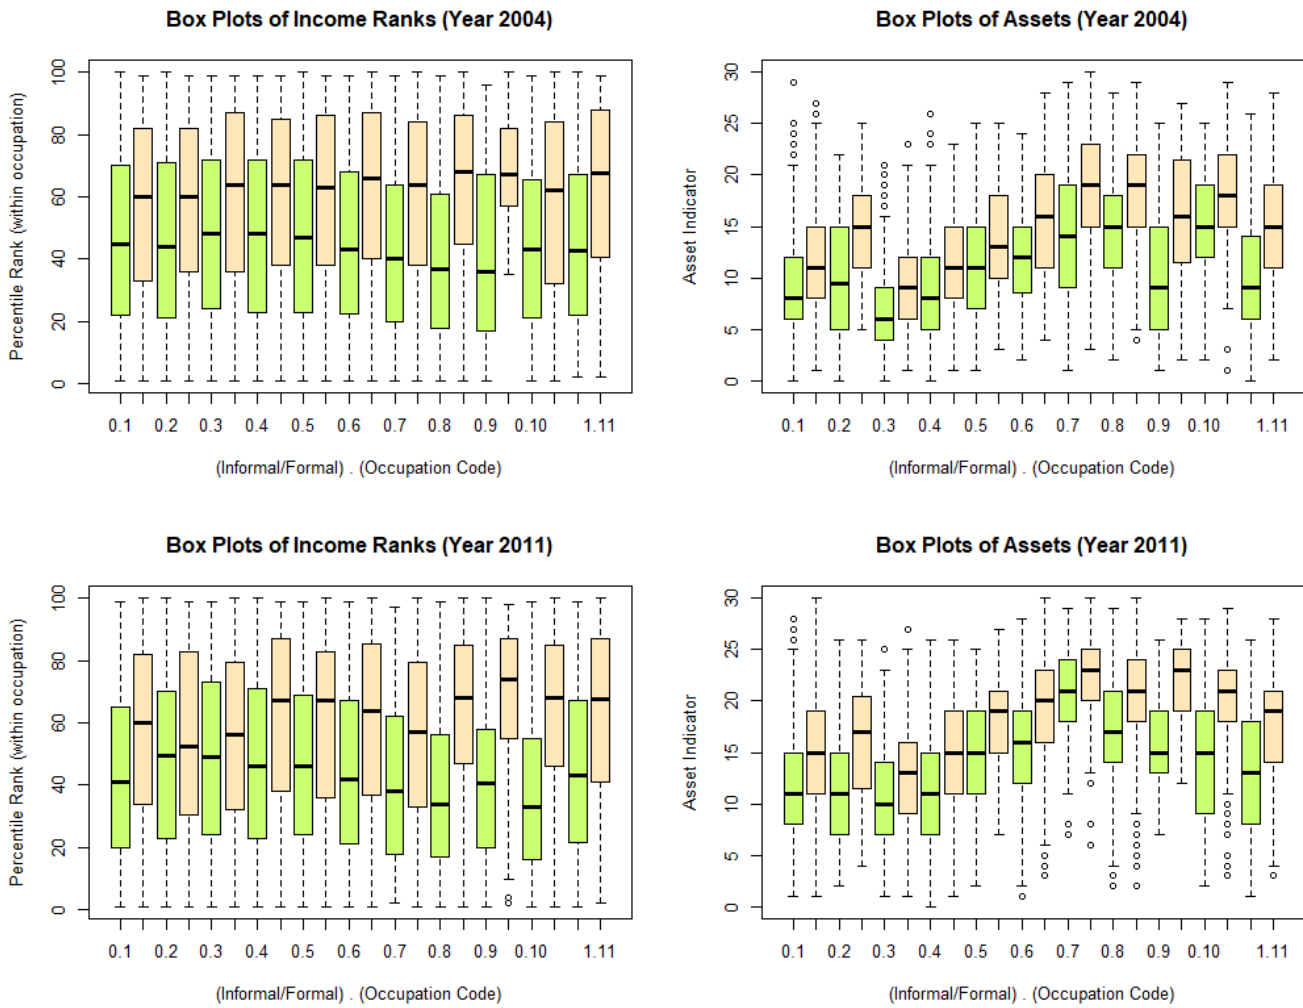 Box Plots of Income Ranks (Year 2004)
Percentile Rank (within occupation)
100
80
60
40
20
0
0.1 0.2 0.3 0.4 0.5 0.6 0.7 0.8 0.9 0.10 1.11
(Informal/Formal) . (Occupation Code)
Box Plots of Assets (Year 2004)
Asset Indicator
30
25
20
15
10
5
0
0.1 0.2 0.3 0.4 0.5 0.6 0.7 0.8 0.9 0.10 1.11
(Informal/Formal) . (Occupation Code)
Box Plots of Income Ranks (Year 2011)
Percentile Rank (within occupation)
100
80
60
40
20
0
0.1 0.2 0.3 0.4 0.5 0.6 0.7 0.8 0.9 0.10 1.11
(Informal/Formal) . (Occupation Code)
Box Plots of Assets (Year 2011)
Asset Indicator
30
25
20
15
10
5
0
0.1 0.2 0.3 0.4 0.5 0.6 0.7 0.8 0.9 0.10 1.11
(Informal/Formal) . (Occupation Code)